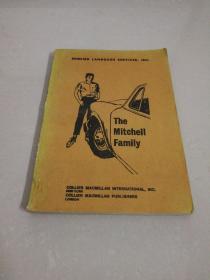 ENGLISH LANGUAGE SERVICES, INC.
The
Mitchell
Family
COLLIER MACMILLAN INTERNATIONAL, INC.
NEW YORK
COLLIER MACMILLAN PUBLISHERS
LONDON